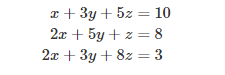 x + 3y + 5z = 10
2x + 5y + z = 8
2x + 3y + 8z = 3